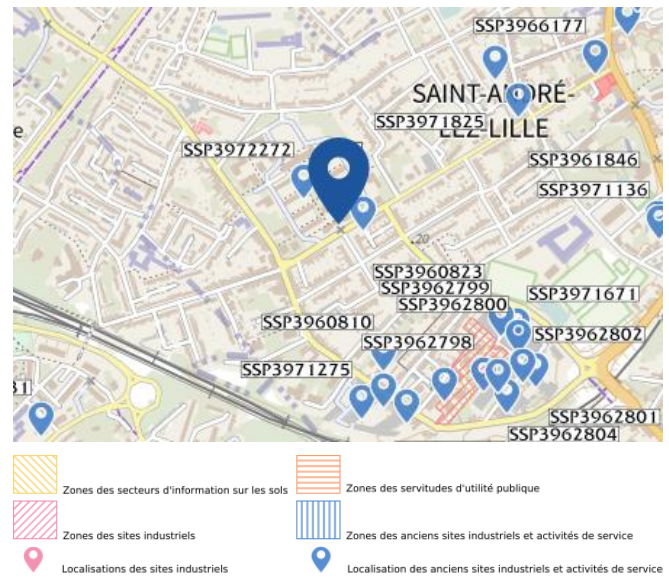 SSP3966177
SAINT-ANDRÉ-
SSP3971825
LEZ-LILLE
SSP3972272
SSP3961846
SSP3971136
20
SSP3960823
SSP3962799
SSP3962800
SSP3971671
SSP3960810
SSP3962802
SSP3962798
SSP3971275
31
SSP3962801
SSP3962804
Zones des secteurs d'information sur les sols
Zones des servitudes d'utilité publique
Zones des sites industriels
Zones des anciens sites industriels et activités de service
Localisations des sites industriels
Localisation des anciens sites industriels et activités de service